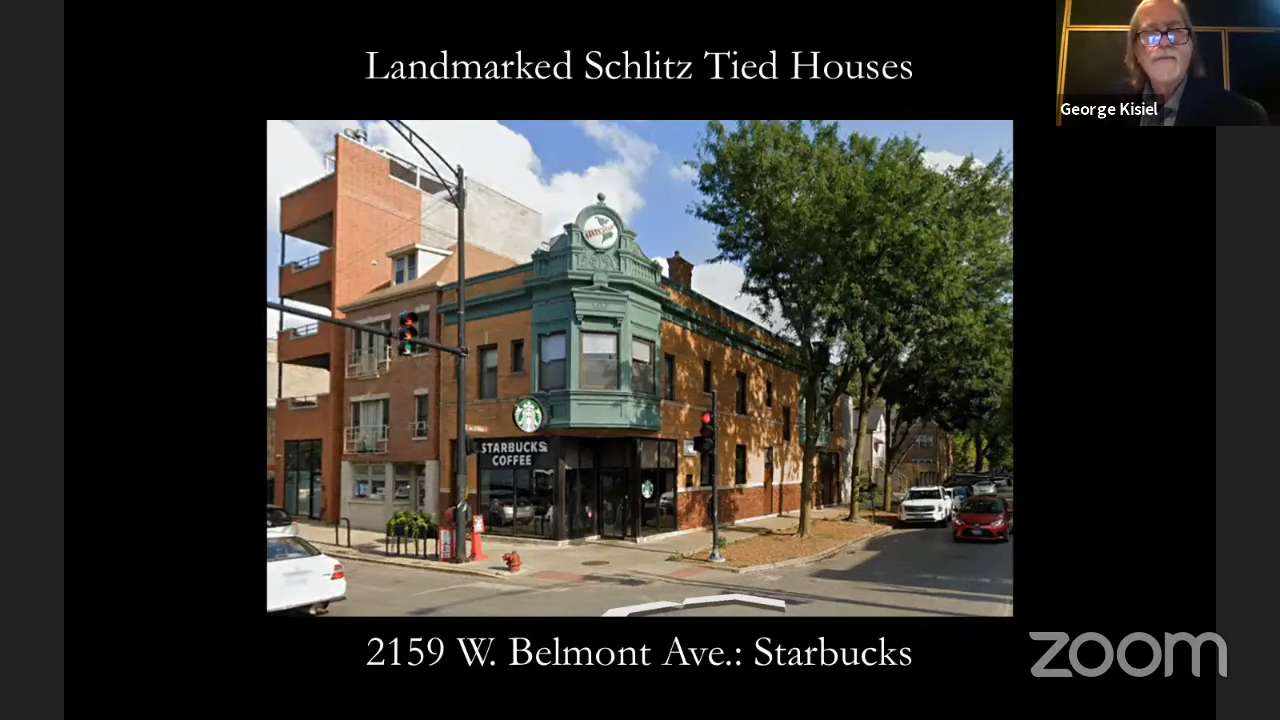 Landmarked Schlitz Tied Houses
George Kisiel
STARBUCKS
COFFEE
2159 W. Belmont Ave.: Starbucks
zoom